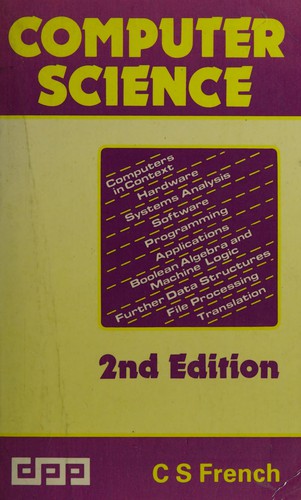 COMPUTER
SCIENCE
Computers
in Context
Hardware
Systems Analysis
Software
Programming
Applications
Boolean Algebra and
Machine Logic
Further Data Structures
File Processing
Translation
2nd Edition
dpp
C S French